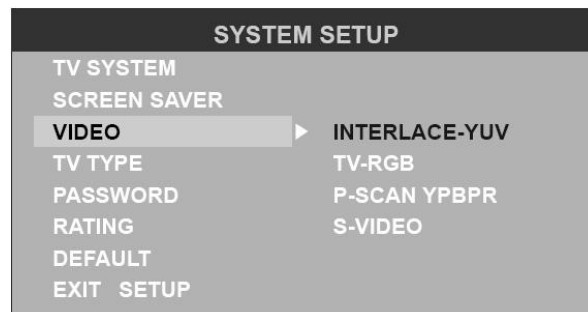 SYSTEM SETUP
TV SYSTEM
SCREEN SAVER
VIDEO INTERLACE-YUV
TV TYPE TV-RGB
PASSWORD P-SCAN YPBPR
RATING S-VIDEO
DEFAULT
EXIT SETUP